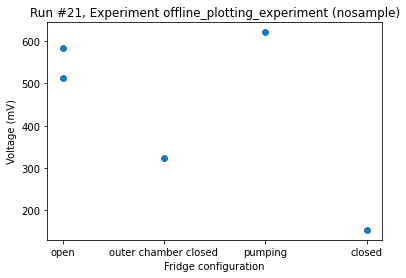 Run #21, Experiment offline_plotting_experiment (nosample)
600
500
400
300
200
Voltage (mV)
open
outer chamber closed
pumping
closed
Fridge configuration